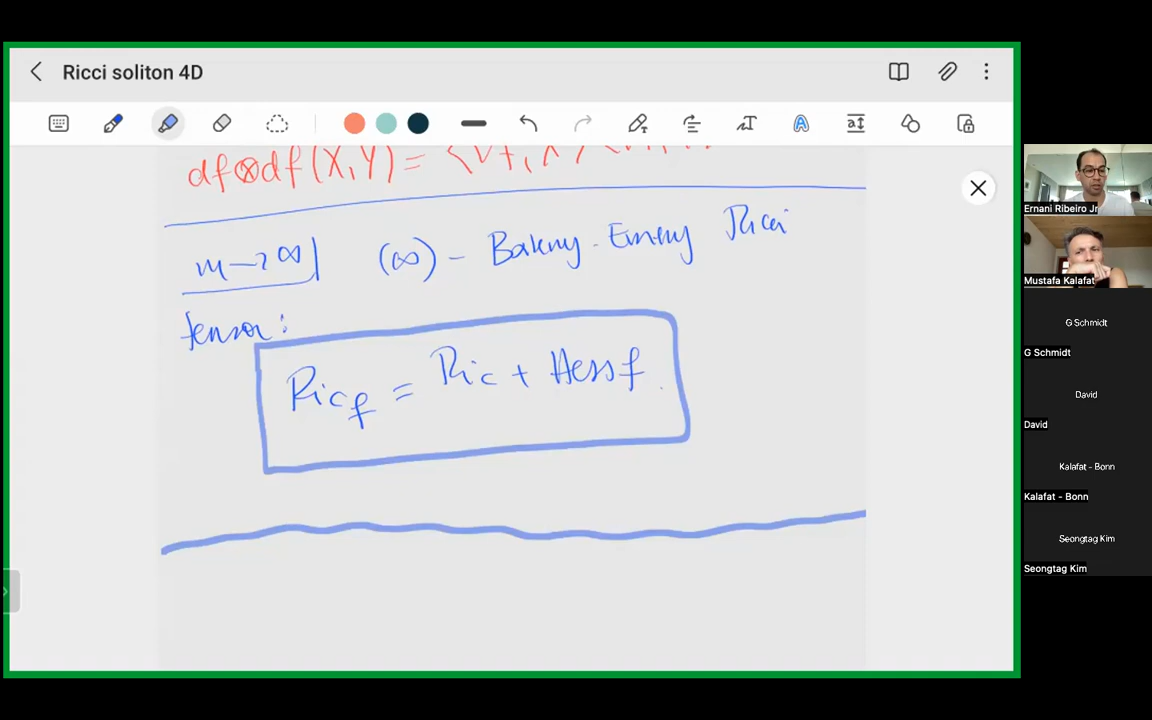 Ricci soliton 4D
df⊗df(X,Y) = ⟨∇f, X⟩
m→∞ (∞) - Bakny-Emery Ricci
tensor:
Ric_f = Ric + Hess f.
Ernani Ribeiro Jr
Mustafa Kalafat
G Schmidt
G Schmidt
David
David
Kalafat - Bonn
Kalafat - Bonn
Seongtag Kim
Seongtag Kim